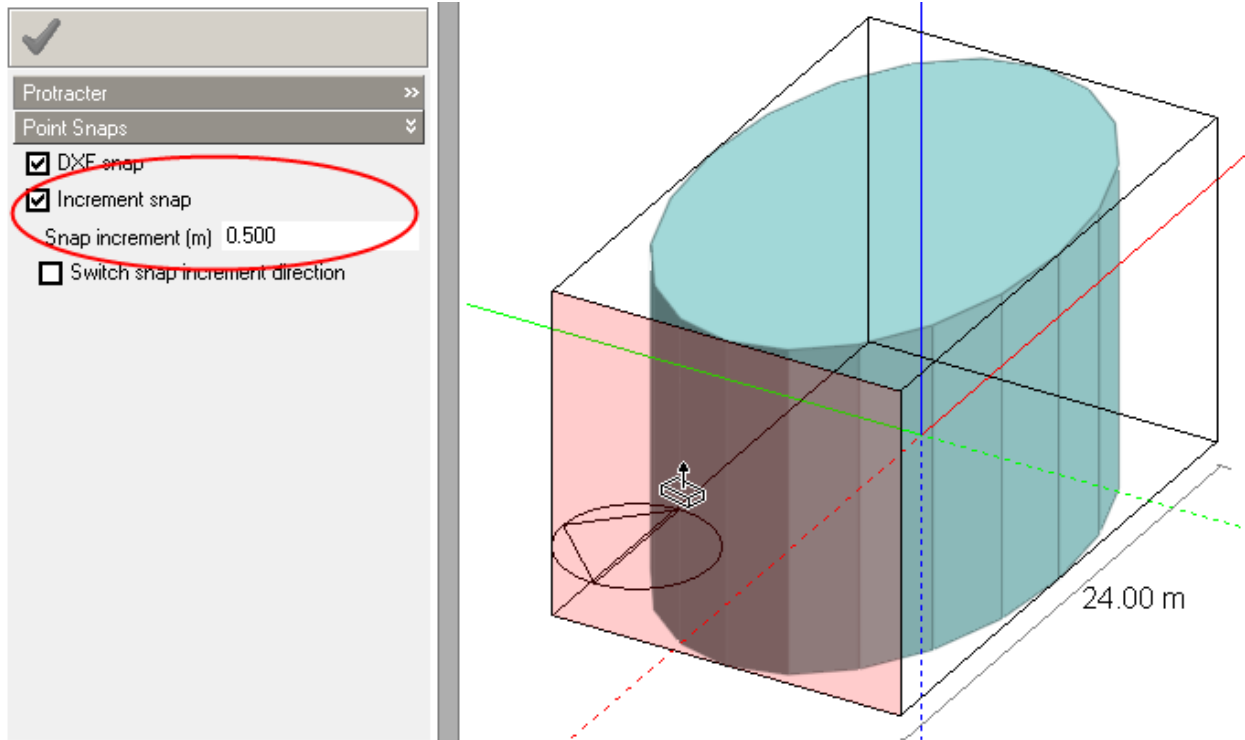 Protracter
Point Snaps
DXF snap
Increment snap
Snap increment (m) 0.500
Switch snap increment direction
24.00 m